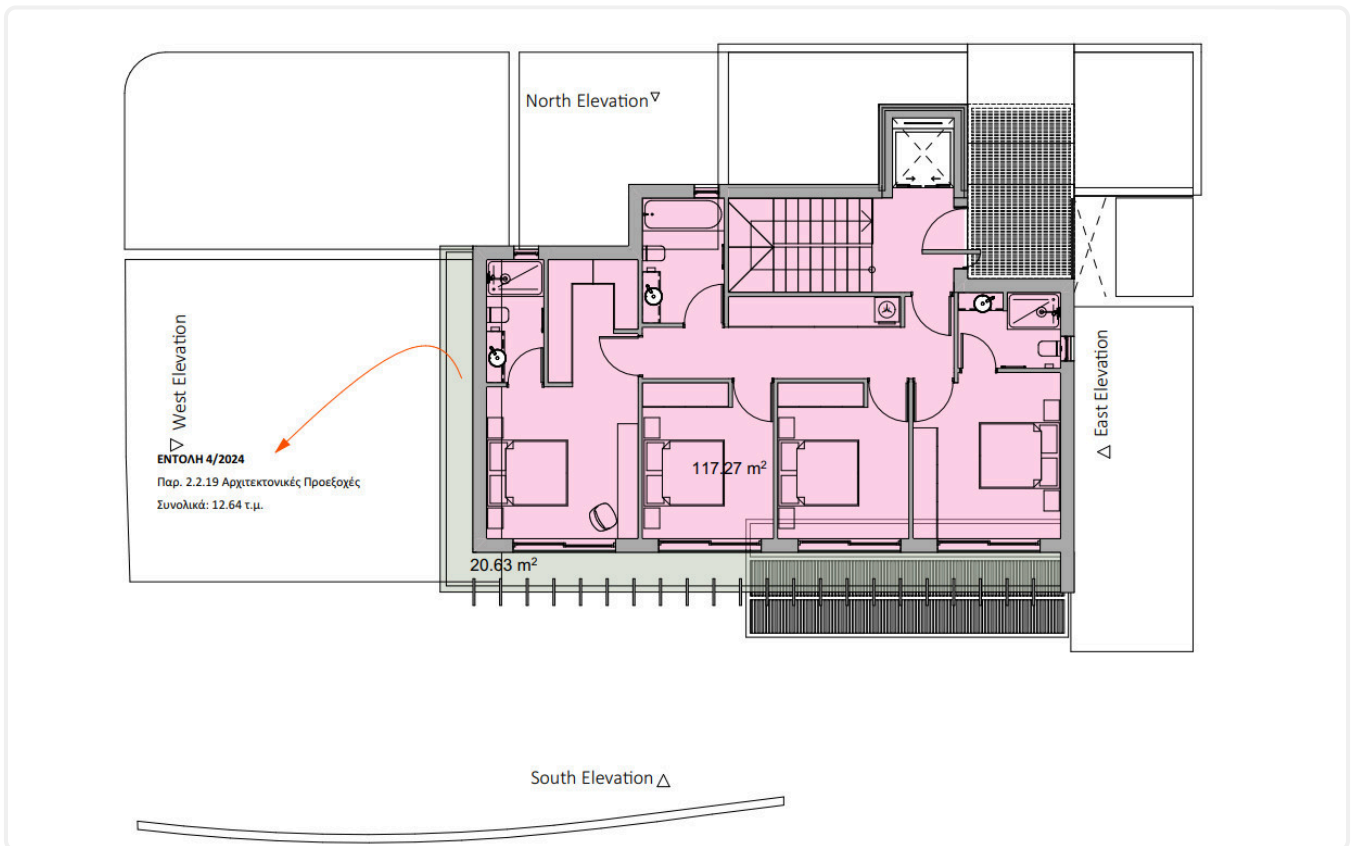 North Elevation
West Elevation
East Elevation
ΕΝΤΟΛΗ 4/2024
Παρ. 2.2.19 Αρχιτεκτονικές Προεξοχές
Συνολικά: 12.64 τ.μ.
117.27 m²
20.63 m²
South Elevation